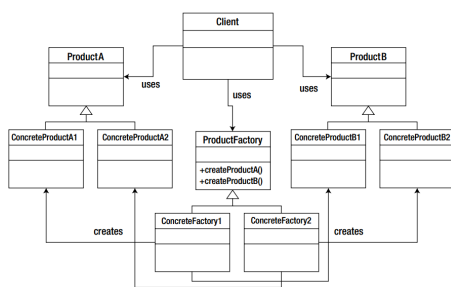 Client
ProductA
ProductB
uses
uses
uses
ConcreteProductA1
ConcreteProductA2
ProductFactory
ConcreteProductB1
ConcreteProductB2
+createProductA()
+createProductB()
ConcreteFactory1
ConcreteFactory2
creates
creates